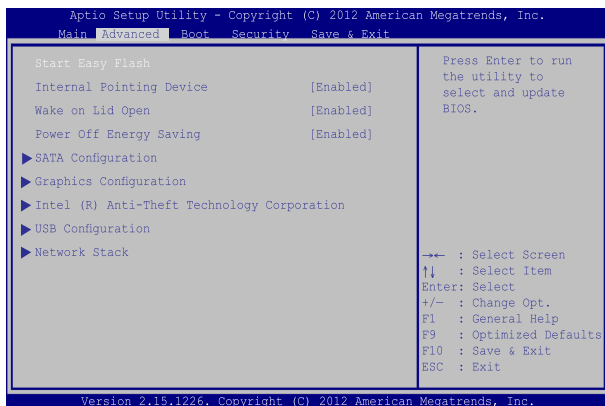 Aptio Setup Utility - Copyright (C) 2012 American Megatrends, Inc.
Main Advanced Boot Security Save & Exit
Start Easy Flash
Internal Pointing Device [Enabled]
Wake on Lid Open [Enabled]
Power Off Energy Saving [Enabled]
SATA Configuration
Graphics Configuration
Intel (R) Anti-Theft Technology Corporation
USB Configuration
Network Stack
Press Enter to run
the utility to
select and update
BIOS.
→← : Select Screen
↑↓ : Select Item
Enter: Select
+/— : Change Opt.
F1 : General Help
F9 : Optimized Defaults
F10 : Save & Exit
ESC : Exit
Version 2.15.1226. Copyright (C) 2012 American Megatrends, Inc.